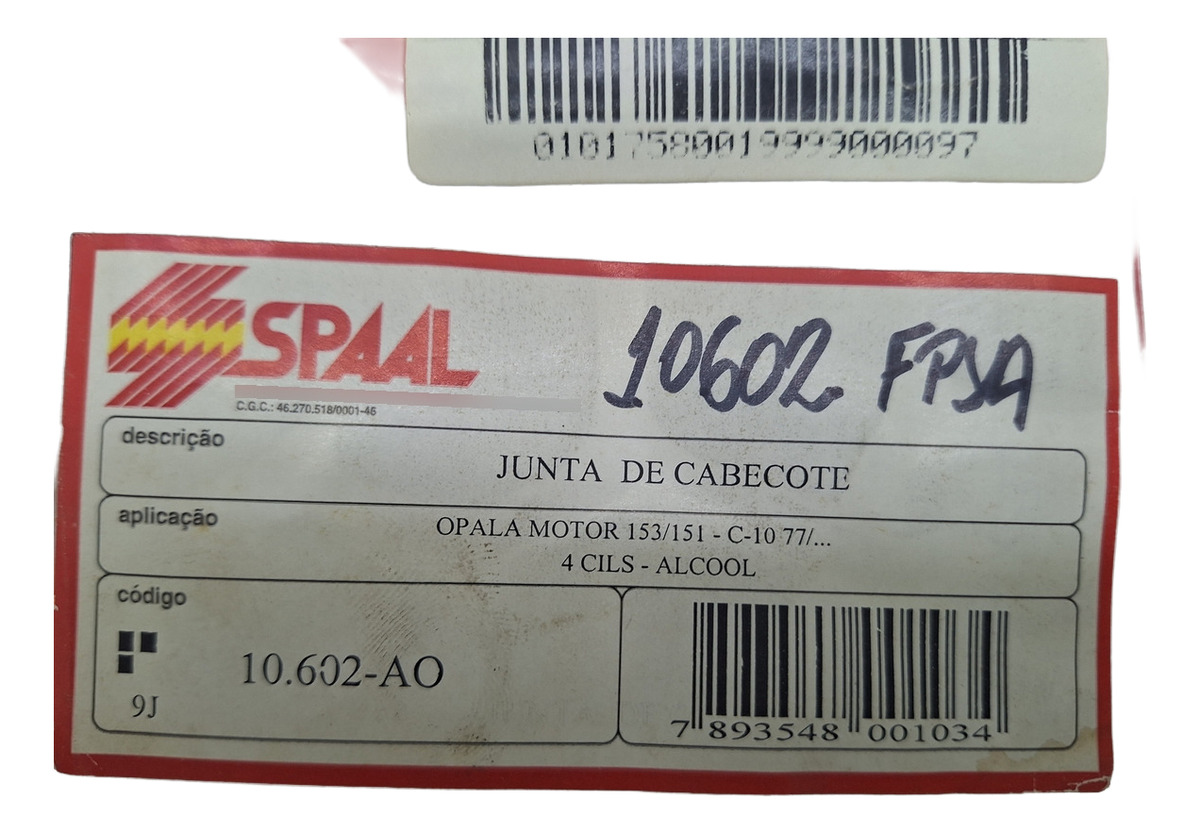 01017580019999000097
SPAAL
10602 FPSA
C.G.C.: 46.270.518/0001-46
descrição
JUNTA DE CABECOTE
aplicação
OPALA MOTOR 153/151 - C-10 77/...
4 CILS - ALCOOL
código
10.602-AO
9J
7 893548 001034